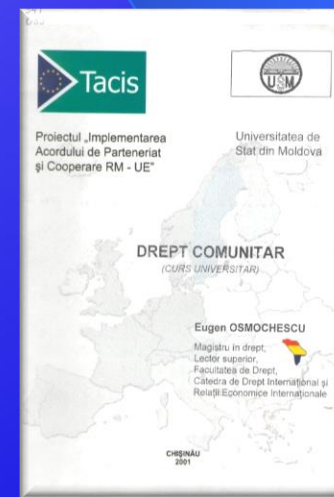 Tacis
USM
Proiectul „Implementarea
Acordului de Parteneriat
şi Cooperare RM - UE"
Universitatea de
Stat din Moldova
DREPT COMUNITAR
(CURS UNIVERSITAR)
Eugen OSMOCHESCU
Magistru în drept,
Lector superior,
Facultatea de Drept,
Catedra de Drept Internaţional şi
Relaţii Economice Internaţionale
CHIŞINĂU
2001